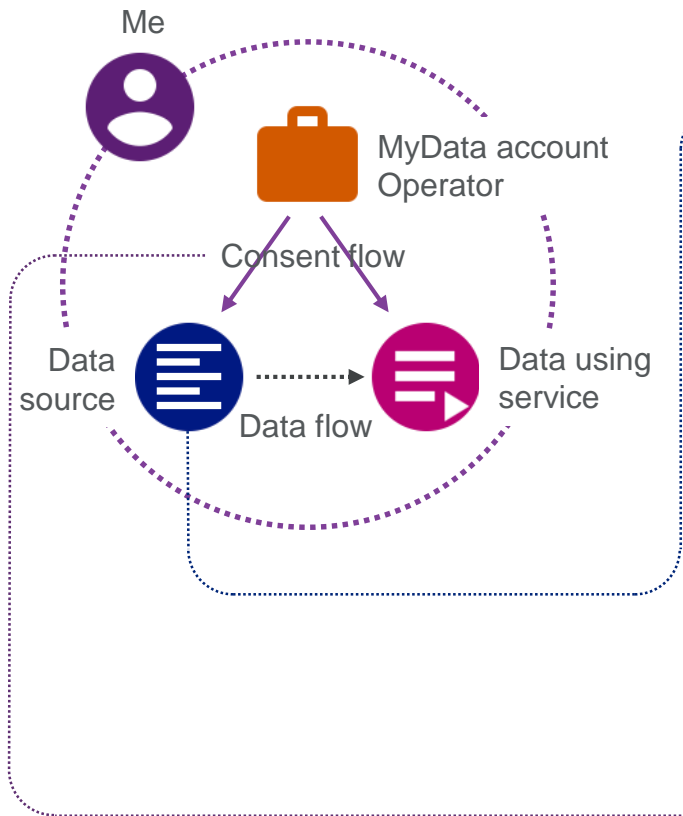 Me
MyData account
Operator
Consent flow
Data
source
Data using
service
Data flow